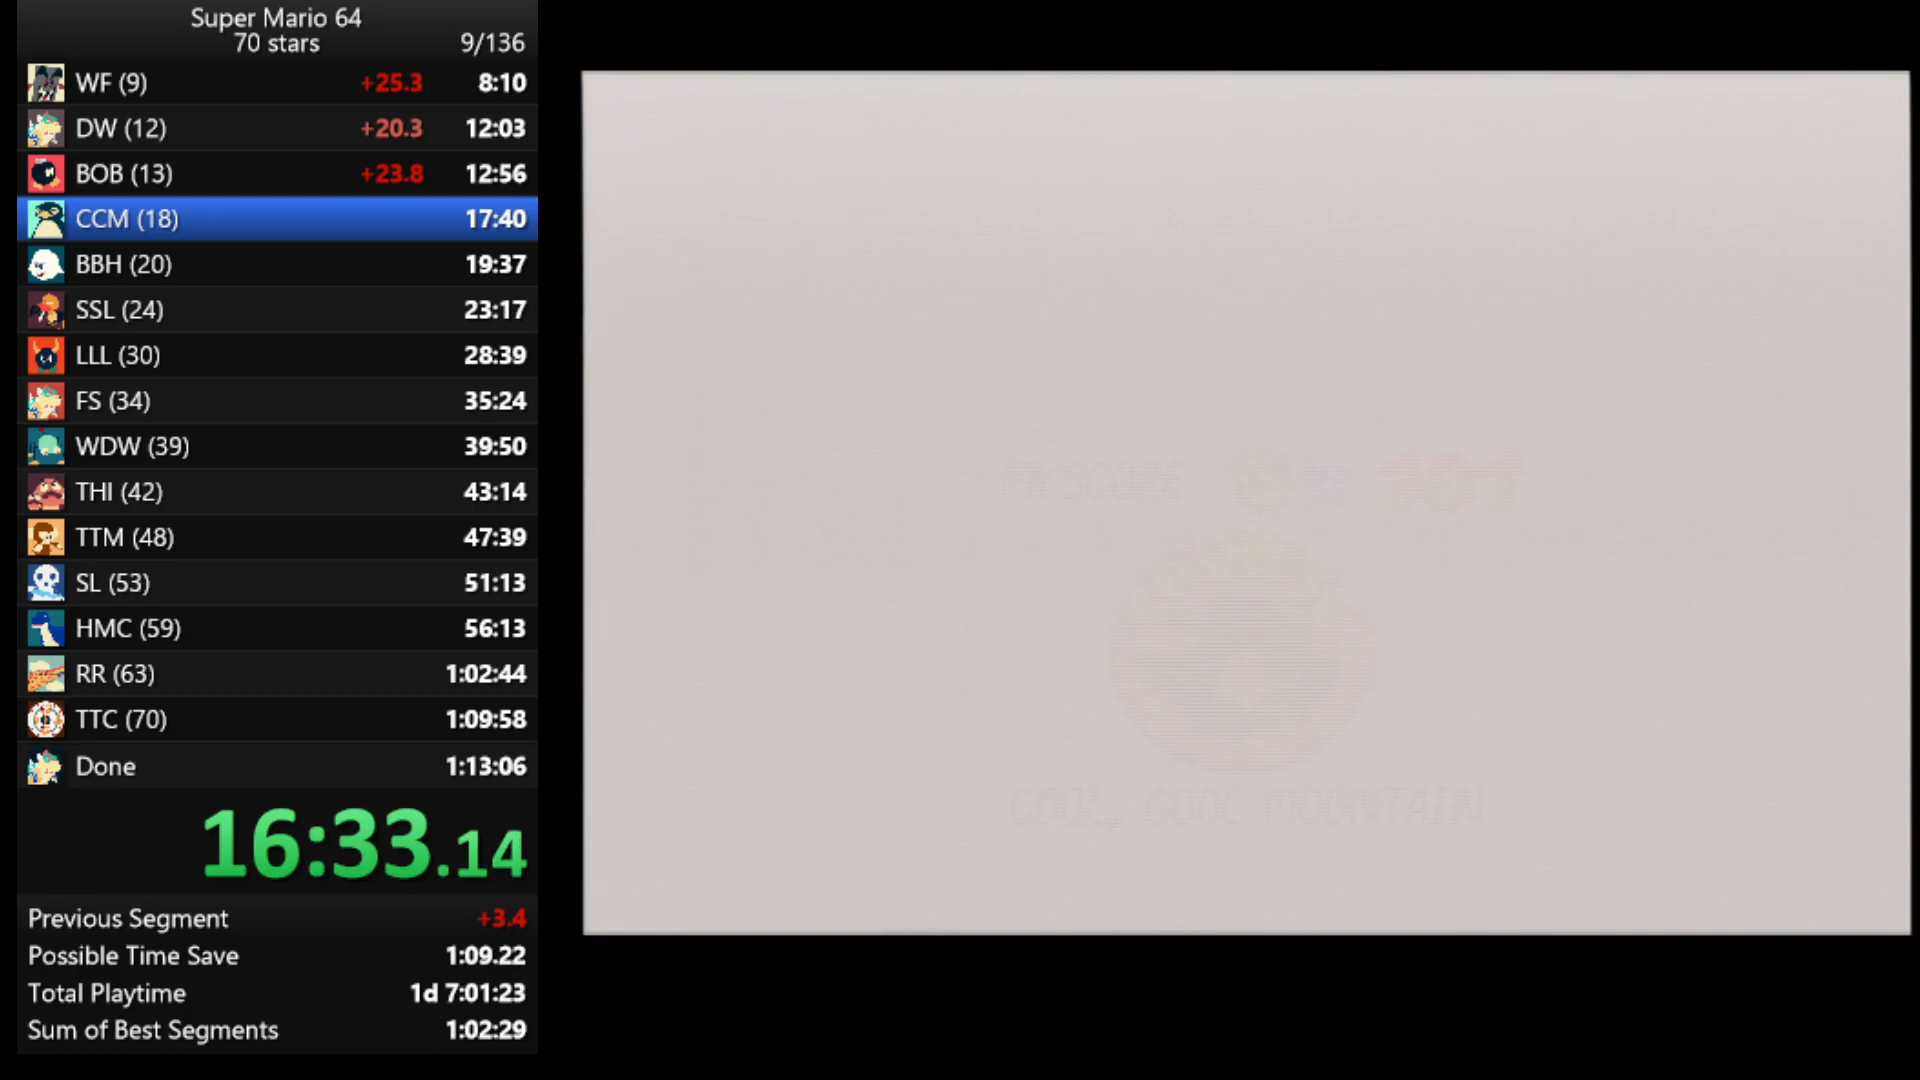 Super Mario 64
70 stars 9/136
WF (9) +25.3 8:10
DW (12) +20.3 12:03
BOB (13) +23.8 12:56
CCM (18) 17:40
BBH (20) 19:37
SSL (24) 23:17
LLL (30) 28:39
FS (34) 35:24
WDW (39) 39:50
THI (42) 43:14
TTM (48) 47:39
SL (53) 51:13
HMC (59) 56:13
RR (63) 1:02:44
TTC (70) 1:09:58
Done 1:13:06
16:33.14
Previous Segment +3.4
Possible Time Save 1:09.22
Total Playtime 1d 7:01:23
Sum of Best Segments 1:02:29
MY SCORE
COOL, COOL MOUNTAIN